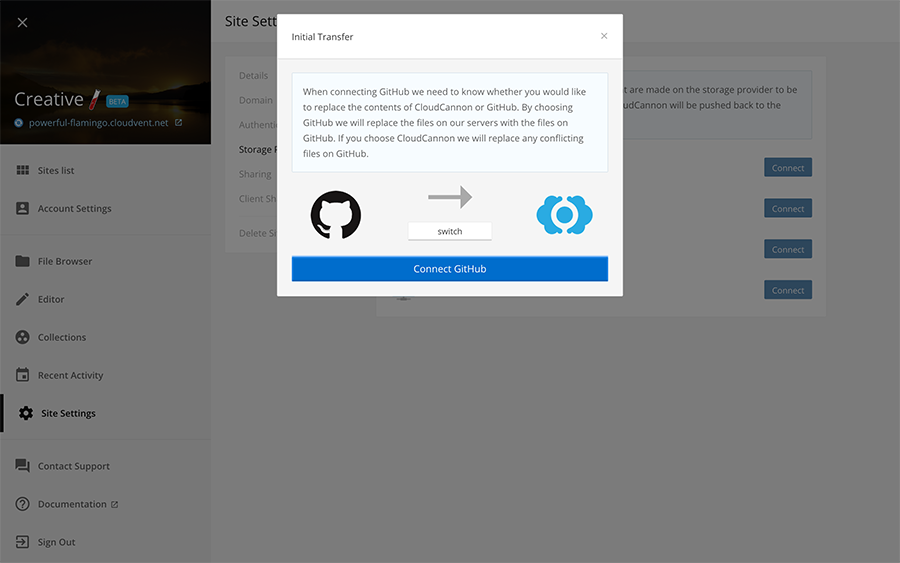 Creative BETA
powerful-flamingo.cloudvent.net
Sites list
Account Settings
File Browser
Editor
Collections
Recent Activity
Site Settings
Contact Support
Documentation
Sign Out
Site Sett
Details
Domain
Authenti
Storage P
Sharing
Client Sh
Delete Si
Initial Transfer
When connecting GitHub we need to know whether you would like
to replace the contents of CloudCannon or GitHub. By choosing
GitHub we will replace the files on our servers with the files on
GitHub. If you choose CloudCannon we will replace any conflicting
files on GitHub.
switch
Connect GitHub
are made on the storage provider to be
will be pushed back to the
Connect
Connect
Connect
Connect